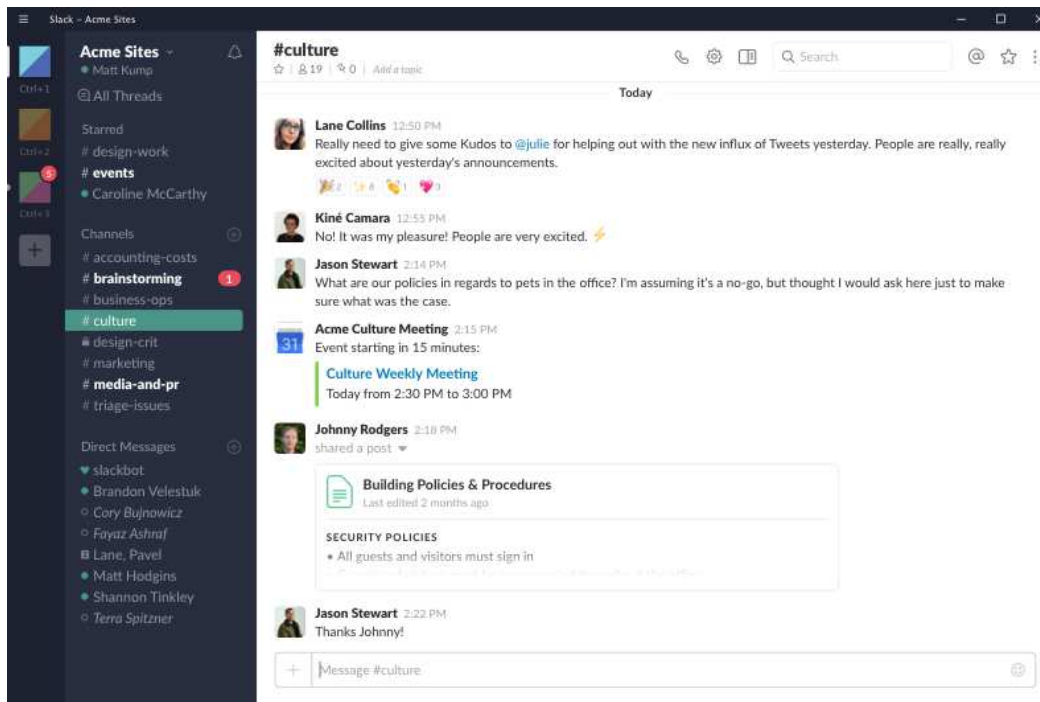 Slack – Acme Sites
Ctrl+1
Ctrl+2
5
Ctrl+3
Acme Sites
Matt Kump
All Threads
Starred
# design-work
# events
Caroline McCarthy
Channels
# accounting-costs
# brainstorming 1
# business-ops
# culture
design-crit
# marketing
# media-and-pr
# triage-issues
Direct Messages
slackbot
Brandon Velestuk
Cory Bujnowicz
Fayaz Ashraf
Lane, Pavel
Matt Hodgins
Shannon Tinkley
Terra Spitzner
#culture
19 | 0 | Add a topic
Search
Today
Lane Collins 12:50 PM
Really need to give some Kudos to @julie for helping out with the new influx of Tweets yesterday. People are really, really
excited about yesterday's announcements.
2 8 1 3
Kiné Camara 12:55 PM
No! It was my pleasure! People are very excited. ⚡
Jason Stewart 2:14 PM
What are our policies in regards to pets in the office? I'm assuming it's a no-go, but thought I would ask here just to make
sure what was the case.
31
Acme Culture Meeting 2:15 PM
Event starting in 15 minutes:
Culture Weekly Meeting
Today from 2:30 PM to 3:00 PM
Johnny Rodgers 2:18 PM
shared a post
Building Policies & Procedures
Last edited 2 months ago
SECURITY POLICIES
• All guests and visitors must sign in
Jason Stewart 2:22 PM
Thanks Johnny!
Message #culture